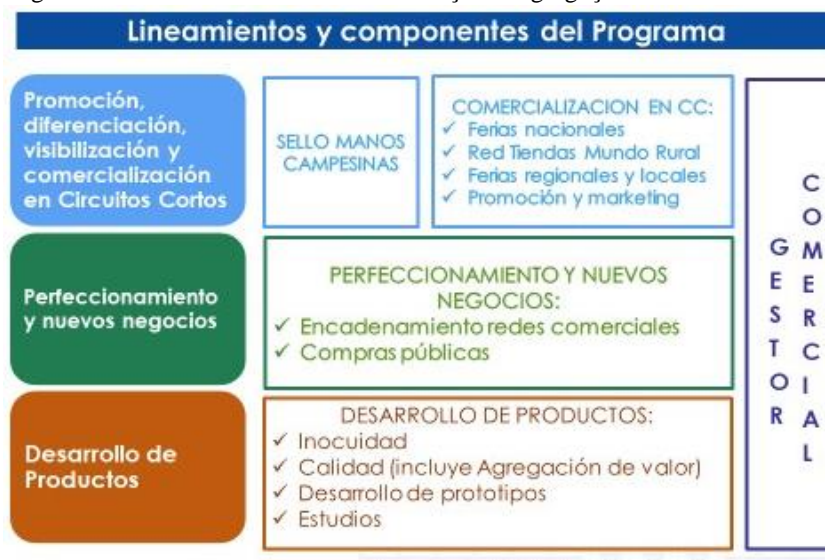 Lineamientos y componentes del Programa
Promoción,
diferenciación,
visibilización y
comercialización
en Circuitos Cortos
SELLO MANOS
CAMPESINAS
COMERCIALIZACION EN CC:
✓ Ferias nacionales
✓ Red Tiendas Mundo Rural
✓ Ferias regionales y locales
✓ Promoción y marketing
Perfeccionamiento
y nuevos negocios
PERFECCIONAMIENTO Y NUEVOS
NEGOCIOS:
✓ Encadenamiento redes comerciales
✓ Compras públicas
Desarrollo de
Productos
DESARROLLO DE PRODUCTOS:
✓ Inocuidad
✓ Calidad (incluye Agregación de valor)
✓ Desarrollo de prototipos
✓ Estudios
GESTOR
COMERCIAL